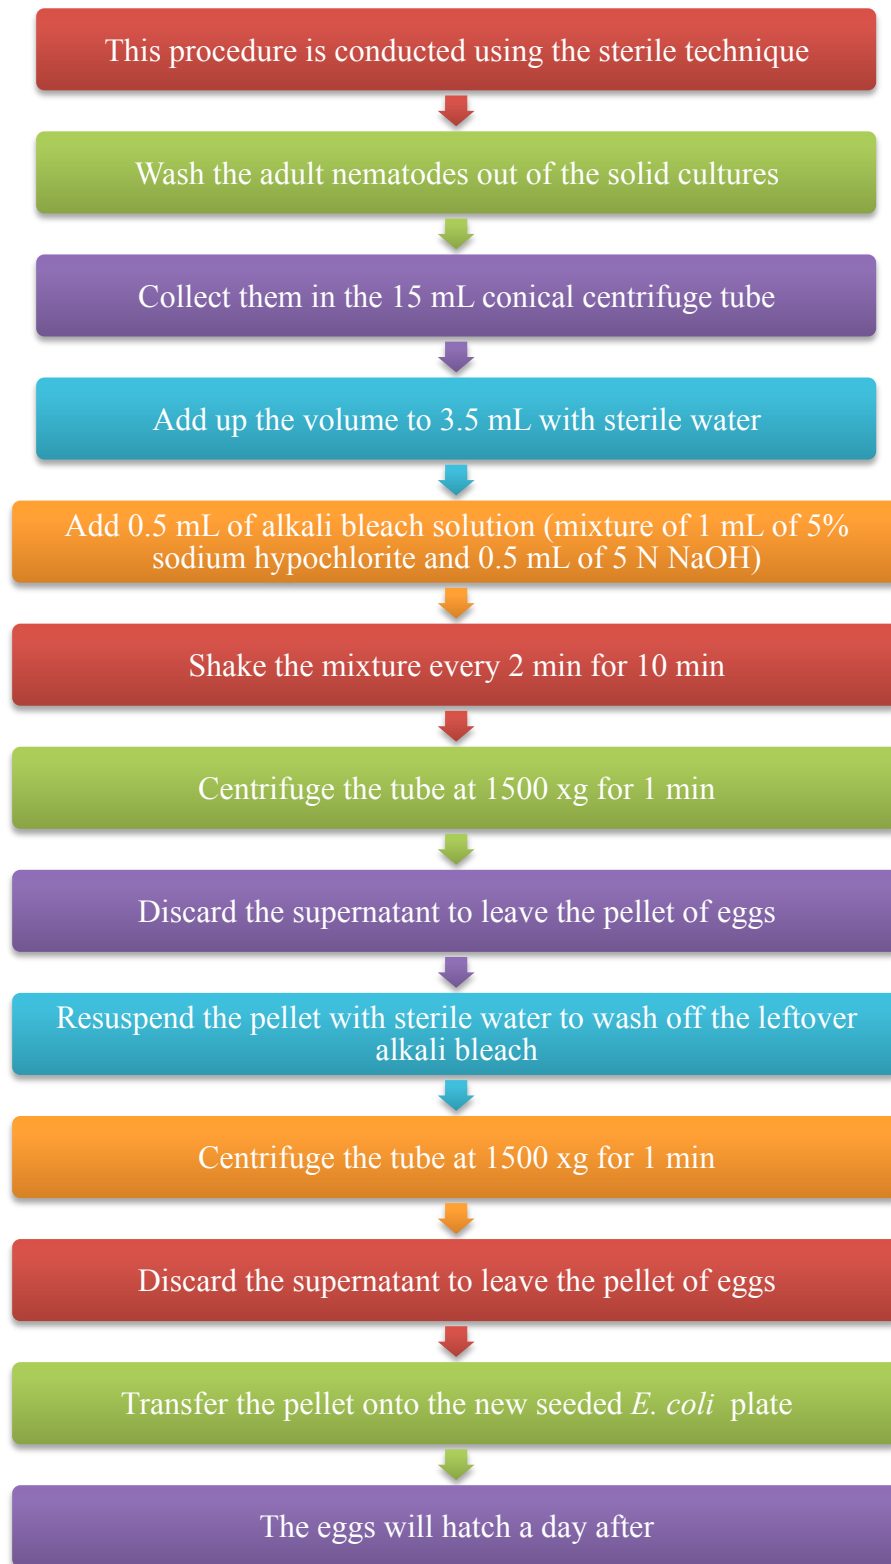 This procedure is conducted using the sterile technique
Wash the adult nematodes out of the solid cultures
Collect them in the 15 mL conical centrifuge tube
Add up the volume to 3.5 mL with sterile water
Add 0.5 mL of alkali bleach solution (mixture of 1 mL of 5%
sodium hypochlorite and 0.5 mL of 5 N NaOH)
Shake the mixture every 2 min for 10 min
Centrifuge the tube at 1500 xg for 1 min
Discard the supernatant to leave the pellet of eggs
Resuspend the pellet with sterile water to wash off the leftover
alkali bleach
Centrifuge the tube at 1500 xg for 1 min
Discard the supernatant to leave the pellet of eggs
Transfer the pellet onto the new seeded E. coli plate
The eggs will hatch a day after